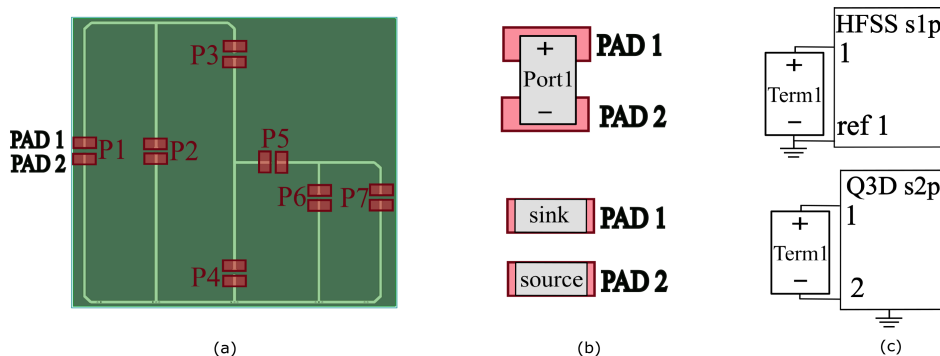 P3
PAD 1
PAD 2
P1
P2
P5
P6
P7
P4
(a)
+
Port1
−
PAD 1
PAD 2
sink
PAD 1
source
PAD 2
(b)
HFSS s1p
1
+
Term1
−
ref 1
Q3D s2p
1
+
Term1
−
2
(c)